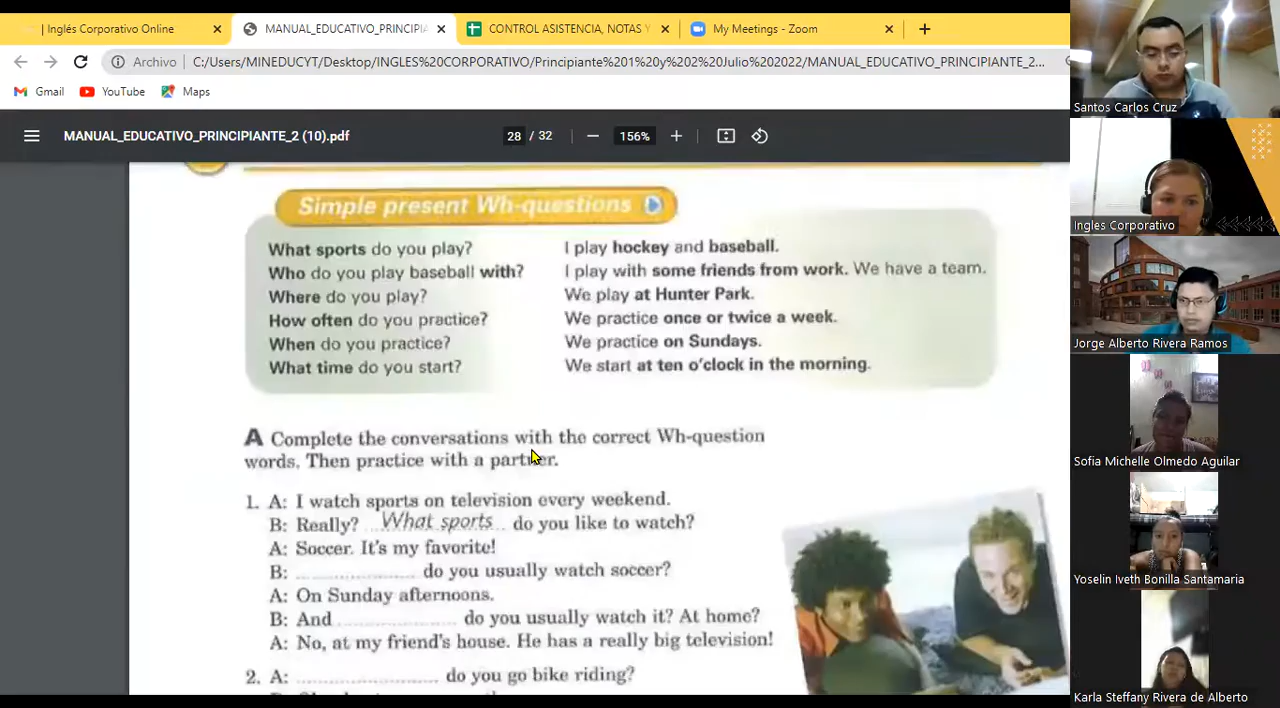 Inglés Corporativo Online
MANUAL_EDUCATIVO_PRINCIPIA
CONTROL ASISTENCIA, NOTAS Y
My Meetings - Zoom
Archivo
C:/Users/MINEDUCYT/Desktop/INGLES%20CORPORATIVO/Principiante%201%20y%202%20Julio%202022/MANUAL_EDUCATIVO_PRINCIPIANTE_2...
Gmail
YouTube
Maps
MANUAL_EDUCATIVO_PRINCIPIANTE_2 (10).pdf
28 / 32
156%
Simple present Wh-questions
What sports do you play? I play hockey and baseball.
Who do you play baseball with? I play with some friends from work. We have a team.
Where do you play? We play at Hunter Park.
How often do you practice? We practice once or twice a week.
When do you practice? We practice on Sundays.
What time do you start? We start at ten o'clock in the morning.
A Complete the conversations with the correct Wh-question
words. Then practice with a partner.
1. A: I watch sports on television every weekend.
B: Really? What sports do you like to watch?
A: Soccer. It's my favorite!
B: ................ do you usually watch soccer?
A: On Sunday afternoons.
B: And ................ do you usually watch it? At home?
A: No, at my friend's house. He has a really big television!
2. A: ................ do you go bike riding?
Santos Carlos Cruz
Ingles Corporativo
Jorge Alberto Rivera Ramos
Sofia Michelle Olmedo Aguilar
Yoselin Iveth Bonilla Santamaria
Karla Steffany Rivera de Alberto